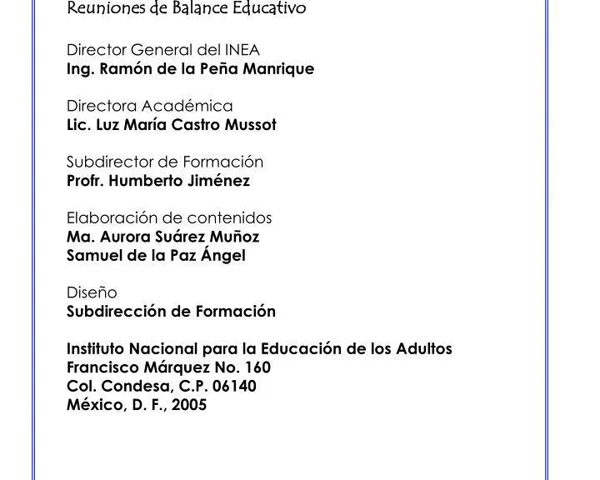 Reuniones de Balance Educativo
Director General del INEA
Ing. Ramón de la Peña Manrique
Directora Académica
Lic. Luz María Castro Mussot
Subdirector de Formación
Profr. Humberto Jiménez
Elaboración de contenidos
Ma. Aurora Suárez Muñoz
Samuel de la Paz Ángel
Diseño
Subdirección de Formación
Instituto Nacional para la Educación de los Adultos
Francisco Márquez No. 160
Col. Condesa, C.P. 06140
México, D. F., 2005